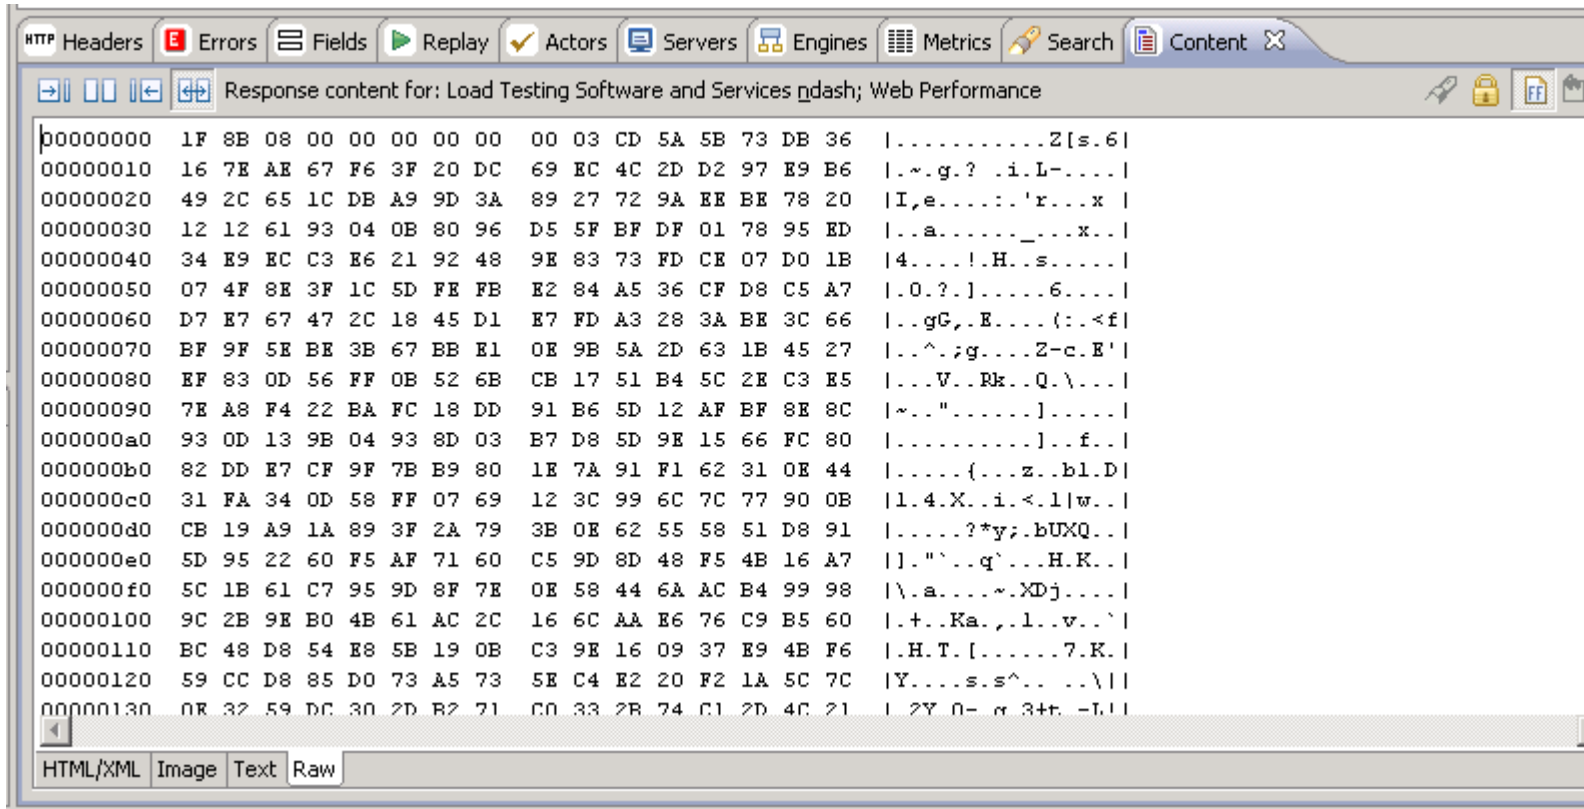 HTTP Headers E Errors Fields Replay Actors Servers Engines Metrics Search Content
Response content for: Load Testing Software and Services ndash; Web Performance FF
00000000 1F 8B 08 00 00 00 00 00 00 03 CD 5A 5B 73 DB 36 |...........Z[s.6|
00000010 16 7E AE 67 F6 3F 20 DC 69 EC 4C 2D D2 97 E9 B6 |.~.g.? .i.L-....|
00000020 49 2C 65 1C DB A9 9D 3A 89 27 72 9A EE BE 78 20 |I,e....:.'r...x |
00000030 12 12 61 93 04 0B 80 96 D5 5F BF DF 01 78 95 ED |..a......_...x..|
00000040 34 E9 EC C3 E6 21 92 48 9E 83 73 FD CE 07 D0 1B |4....!.H..s.....|
00000050 07 4F 8E 3F 1C 5D FE FB E2 84 A5 36 CF D8 C5 A7 |.O.?.].....6....|
00000060 D7 E7 67 47 2C 18 45 D1 E7 FD A3 28 3A BE 3C 66 |..gG,.E....(:.<f|
00000070 BF 9F 5E BE 3B 67 BB E1 0E 9B 5A 2D 63 1B 45 27 |..^.;g....Z-c.E'|
00000080 EF 83 0D 56 FF 0B 52 6B CB 17 51 B4 5C 2E C3 E5 |...V..Rk..Q.\...|
00000090 7E A8 F4 22 BA FC 18 DD 91 B6 5D 12 AF BF 8E 8C |~.."......].....|
000000a0 93 0D 13 9B 04 93 8D 03 B7 D8 5D 9E 15 66 FC 80 |..........]..f..|
000000b0 82 DD E7 CF 9F 7B B9 80 1E 7A 91 F1 62 31 0E 44 |.....{...z..b1.D|
000000c0 31 FA 34 0D 58 FF 07 69 12 3C 99 6C 7C 77 90 0B |1.4.X..i.<.l|w..|
000000d0 CB 19 A9 1A 89 3F 2A 79 3B 0E 62 55 58 51 D8 91 |.....?*y;.bUXQ..|
000000e0 5D 95 22 60 F5 AF 71 60 C5 9D 8D 48 F5 4B 16 A7 |]."`..q`...H.K..|
000000f0 5C 1B 61 C7 95 9D 8F 7E 0E 58 44 6A AC B4 99 98 |\.a....~.XDj....|
00000100 9C 2B 9E B0 4B 61 AC 2C 16 6C AA E6 76 C9 B5 60 |.+..Ka.,.l..v..`|
00000110 BC 48 D8 54 E8 5B 19 0B C3 9E 16 09 37 E9 4B F6 |.H.T.[......7.K.|
00000120 59 CC D8 85 D0 73 A5 73 5E C4 E2 20 F2 1A 5C 7C |Y....s.s^.. ..\||
00000130 0E 32 59 DC 30 2D B2 71 C0 33 2B 74 C1 2D 4C 21
HTML/XML Image Text Raw